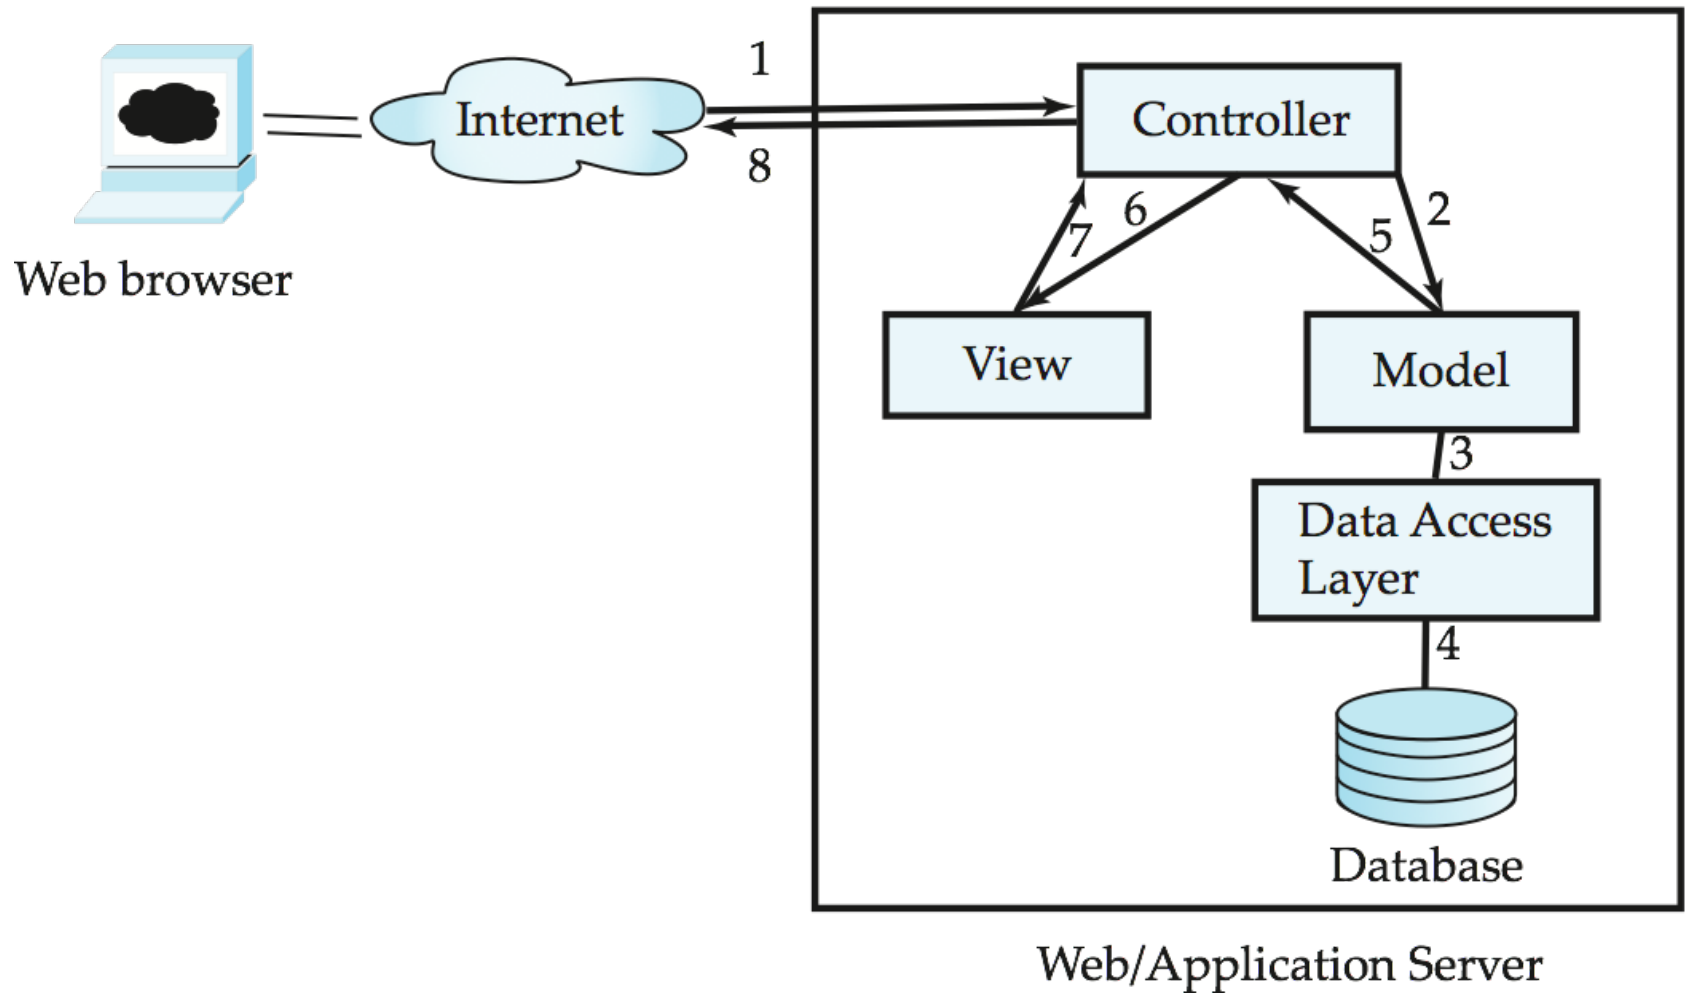 1
Internet
Controller
8
Web browser
6
7
5
2
View
Model
3
Data Access
Layer
4
Database
Web/Application Server